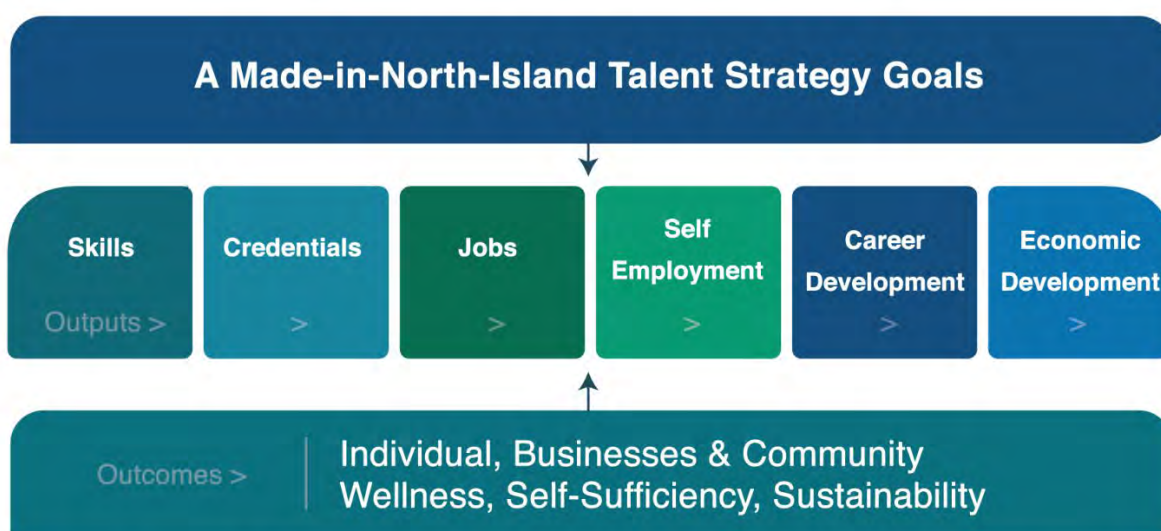 A Made-in-North-Island Talent Strategy Goals
Skills
Outputs >
Credentials
>
Jobs
>
Self
Employment
>
Career
Development
>
Economic
Development
>
Outcomes >
Individual, Businesses & Community
Wellness, Self-Sufficiency, Sustainability